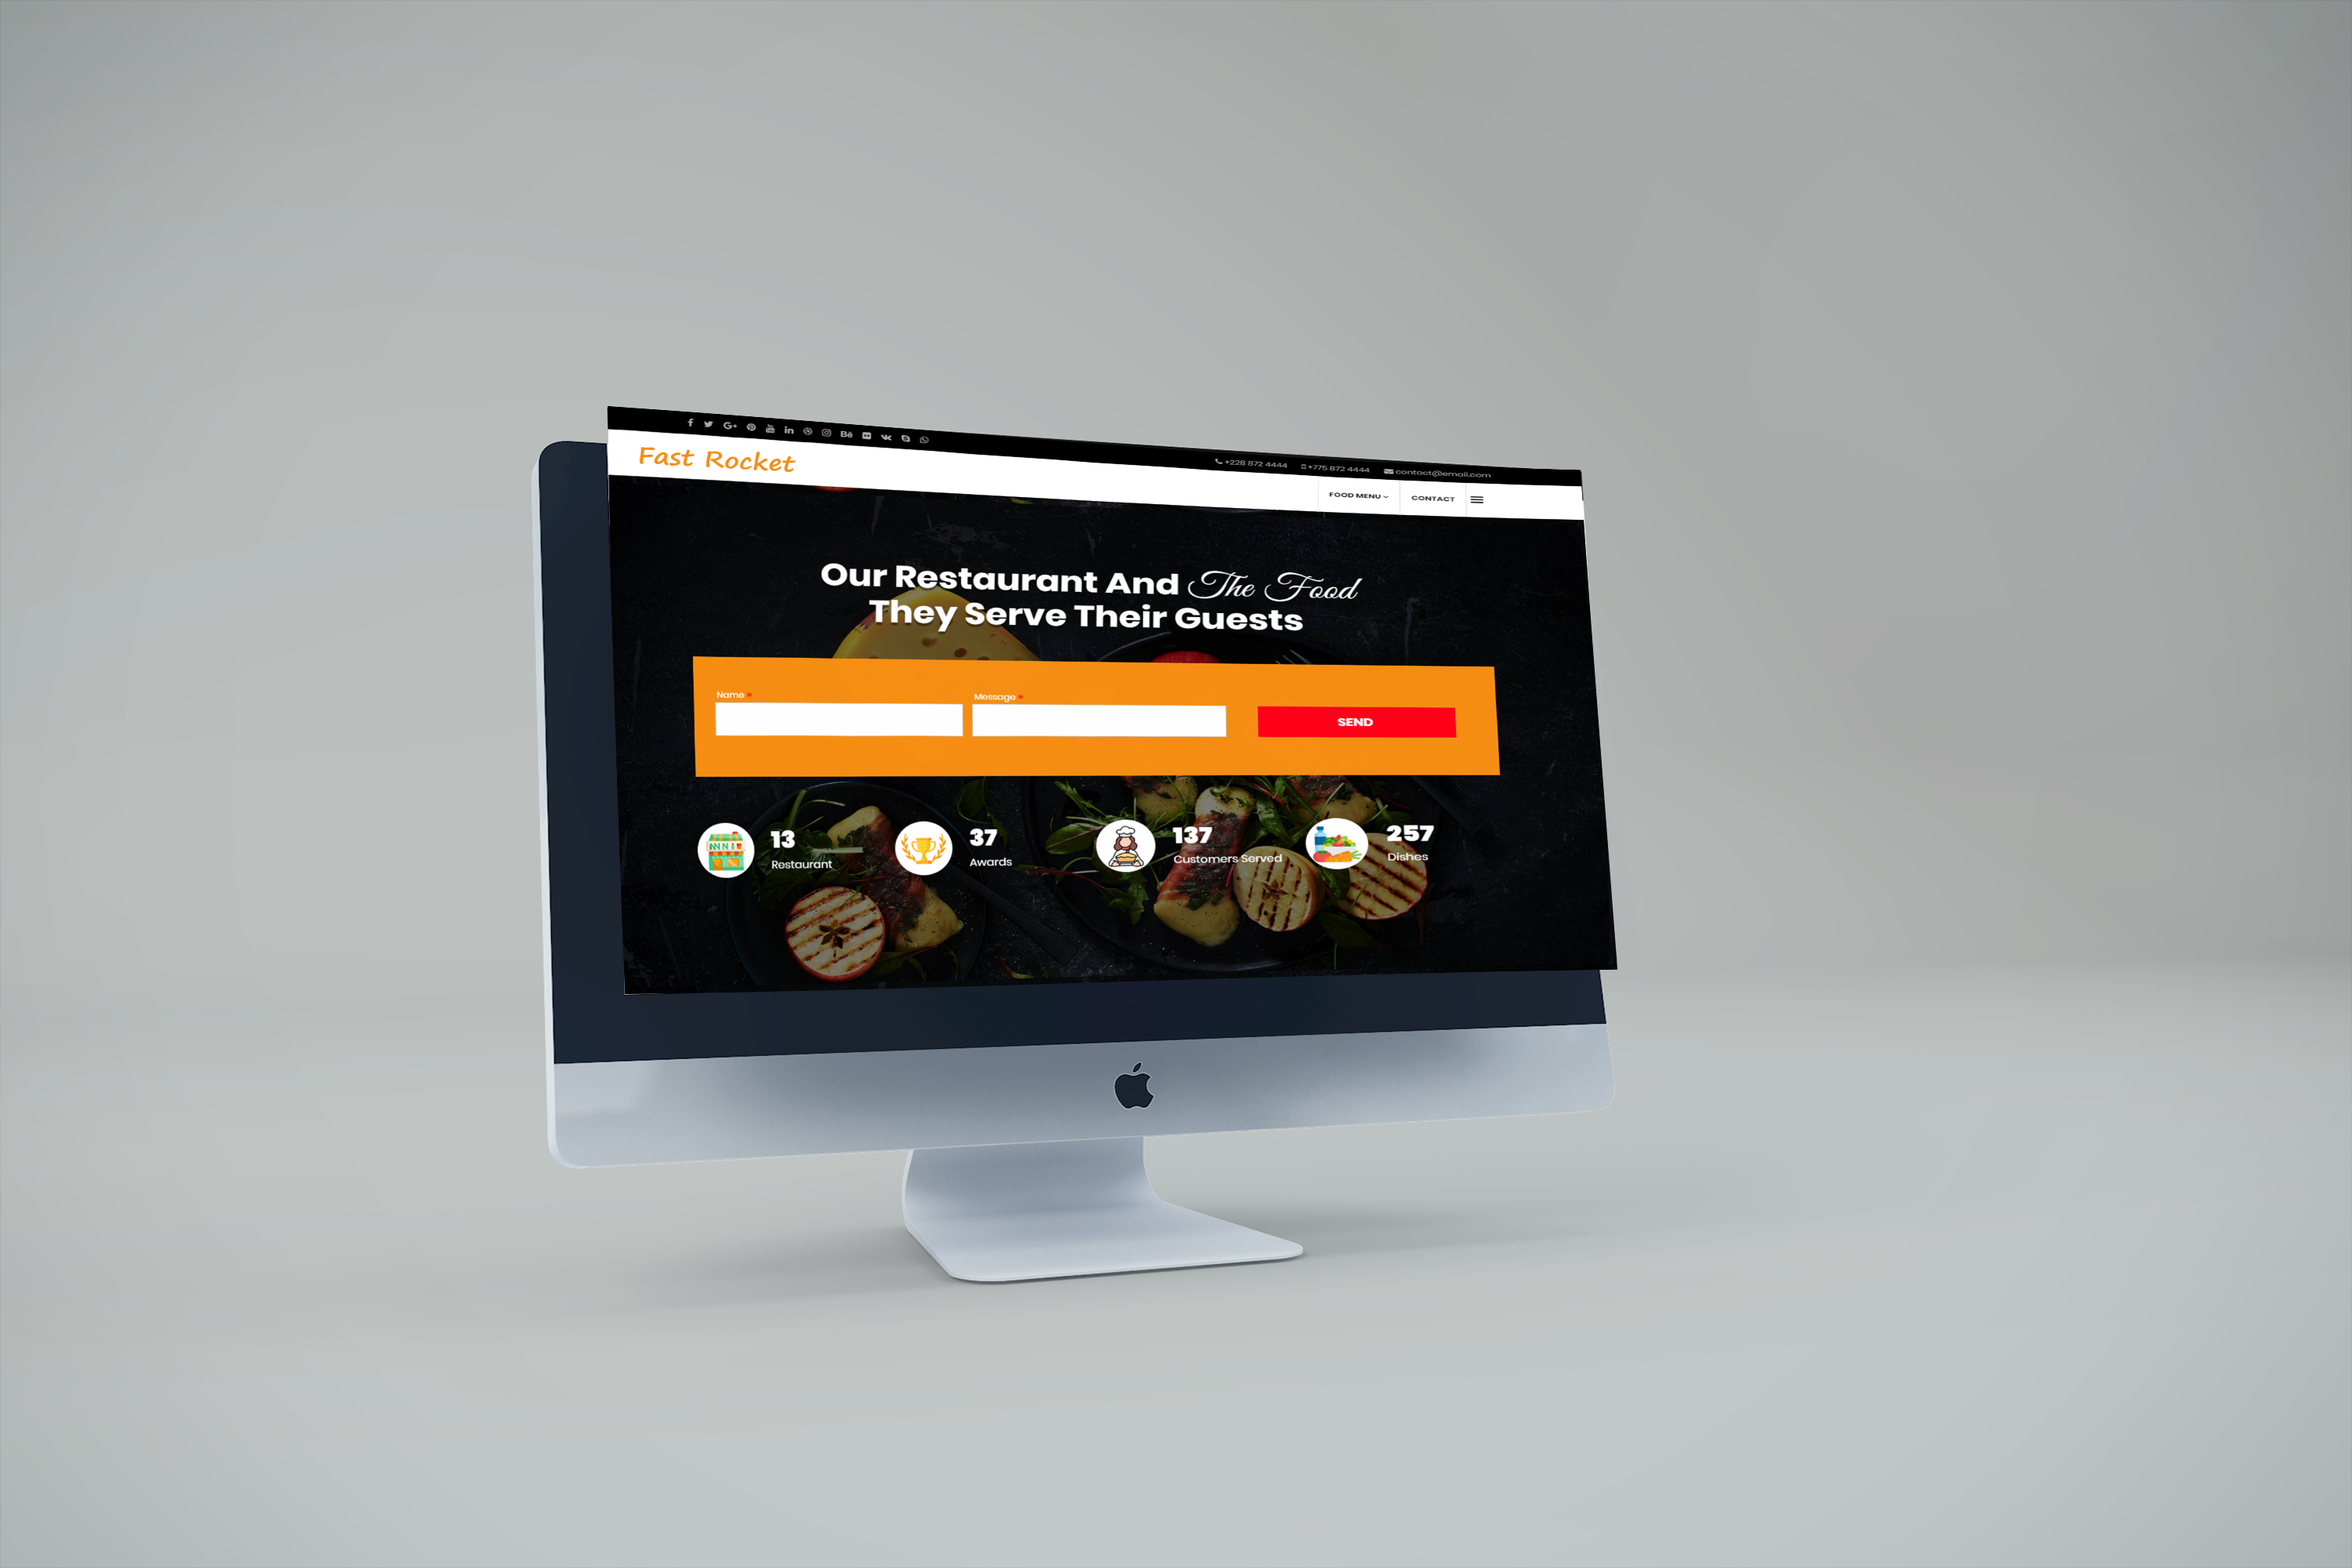 +228 872 4444 +775 872 4444 contact@email.com
Fast Rocket
FOOD MENU CONTACT
Our Restaurant And The Food
They Serve Their Guests
Name *
Message *
SEND
13
Restaurant
37
Awards
137
Customers Served
257
Dishes